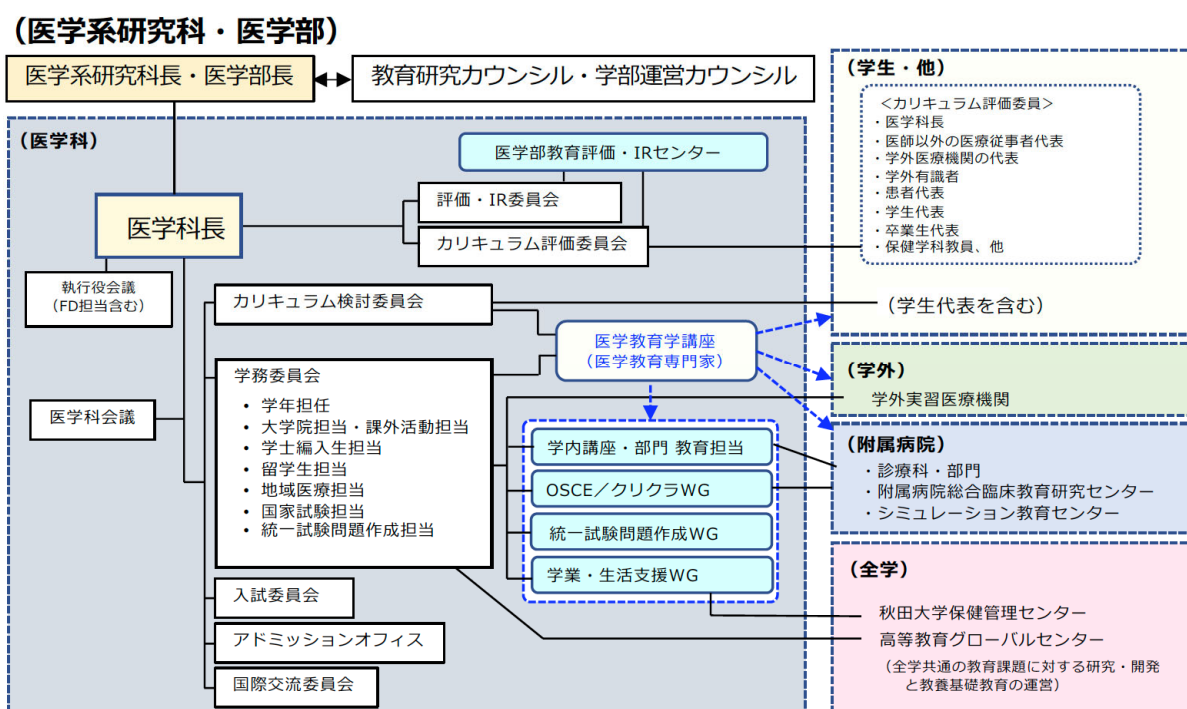 （医学系研究科・医学部）
医学系研究科長・医学部長
教育研究カウンシル・学部運営カウンシル
（医学科）
医学部教育評価・IRセンター
評価・IR委員会
カリキュラム評価委員会
医学科長
執行役会議
（FD担当含む）
医学科会議
カリキュラム検討委員会
学務委員会
• 学年担任
• 大学院担当・課外活動担当
• 学士編入生担当
• 留学生担当
• 地域医療担当
• 国家試験担当
• 統一試験問題作成担当
入試委員会
アドミッションオフィス
国際交流委員会
医学教育学講座
（医学教育専門家）
学内講座・部門 教育担当
OSCE／クリクラWG
統一試験問題作成WG
学業・生活支援WG
（学生・他）
＜カリキュラム評価委員＞
・医学科長
・医師以外の医療従事者代表
・学外医療機関の代表
・学外有識者
・患者代表
・学生代表
・卒業生代表
・保健学科教員、他
（学生代表を含む）
（学外）
学外実習医療機関
（附属病院）
・診療科・部門
・附属病院総合臨床教育研究センター
・シミュレーション教育センター
（全学）
秋田大学保健管理センター
高等教育グローバルセンター
（全学共通の教育課題に対する研究・開発
と教養基礎教育の運営）